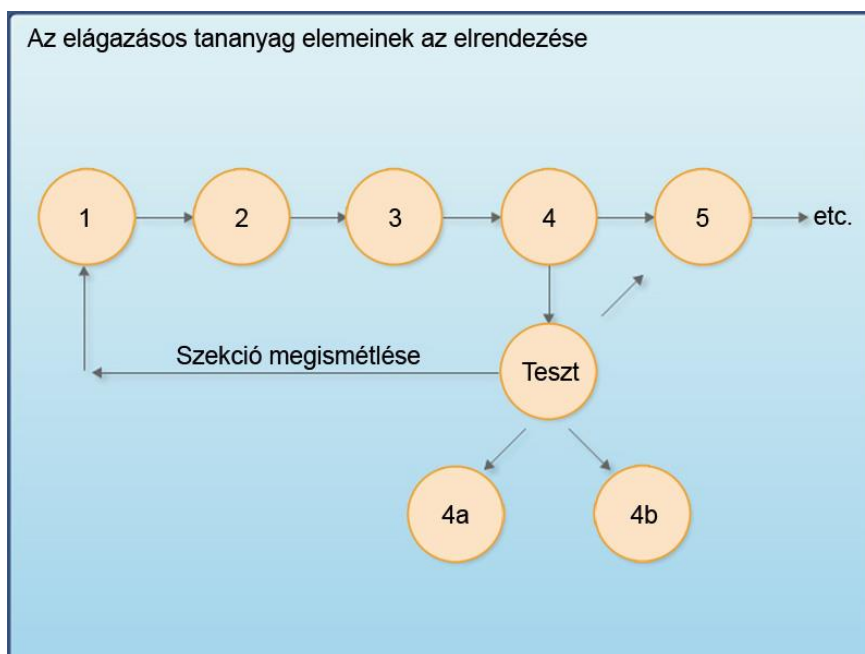 Az elágazásos tananyag elemeinek az elrendezése
1
2
3
4
5
etc.
Szekció megismétlése
Teszt
4a
4b